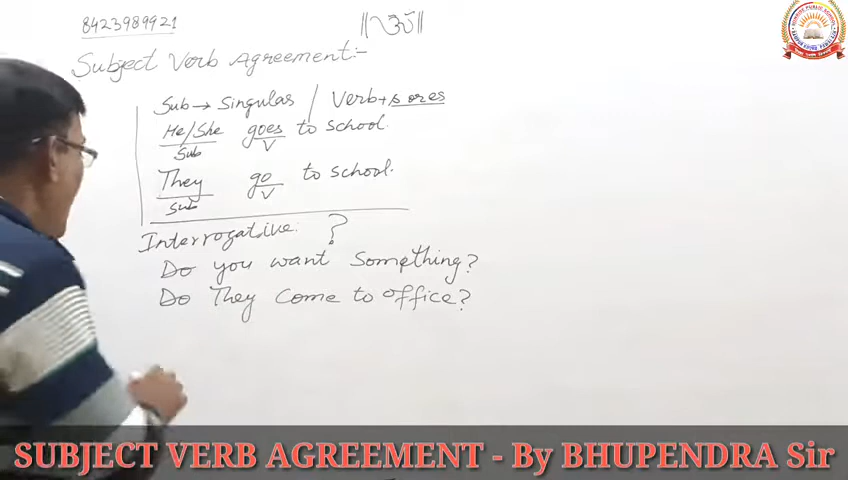 8423989921
||ॐ||
Subject Verb Agreement:-
Sub → Singular / Verb + s or es
He/She goes to school.
Sub V
They go to school.
Sub V
Interrogative: ?
Do you want Something?
Do They Come to office?
SUBJECT VERB AGREEMENT - By BHUPENDRA Sir